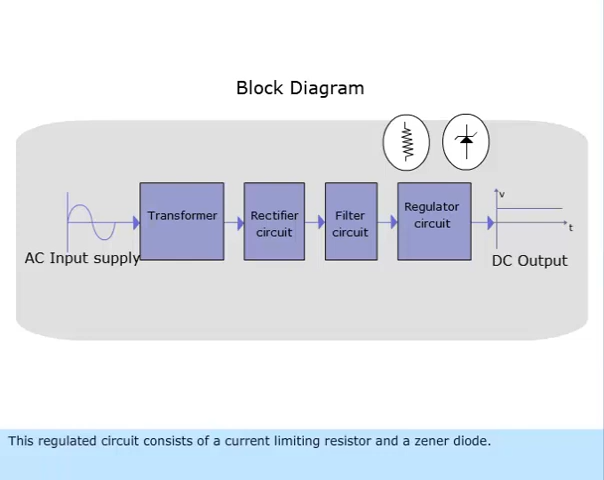 Block Diagram
Transformer
Rectifier
circuit
Filter
circuit
Regulator
circuit
v
t
AC Input supply
DC Output
This regulated circuit consists of a current limiting resistor and a zener diode.